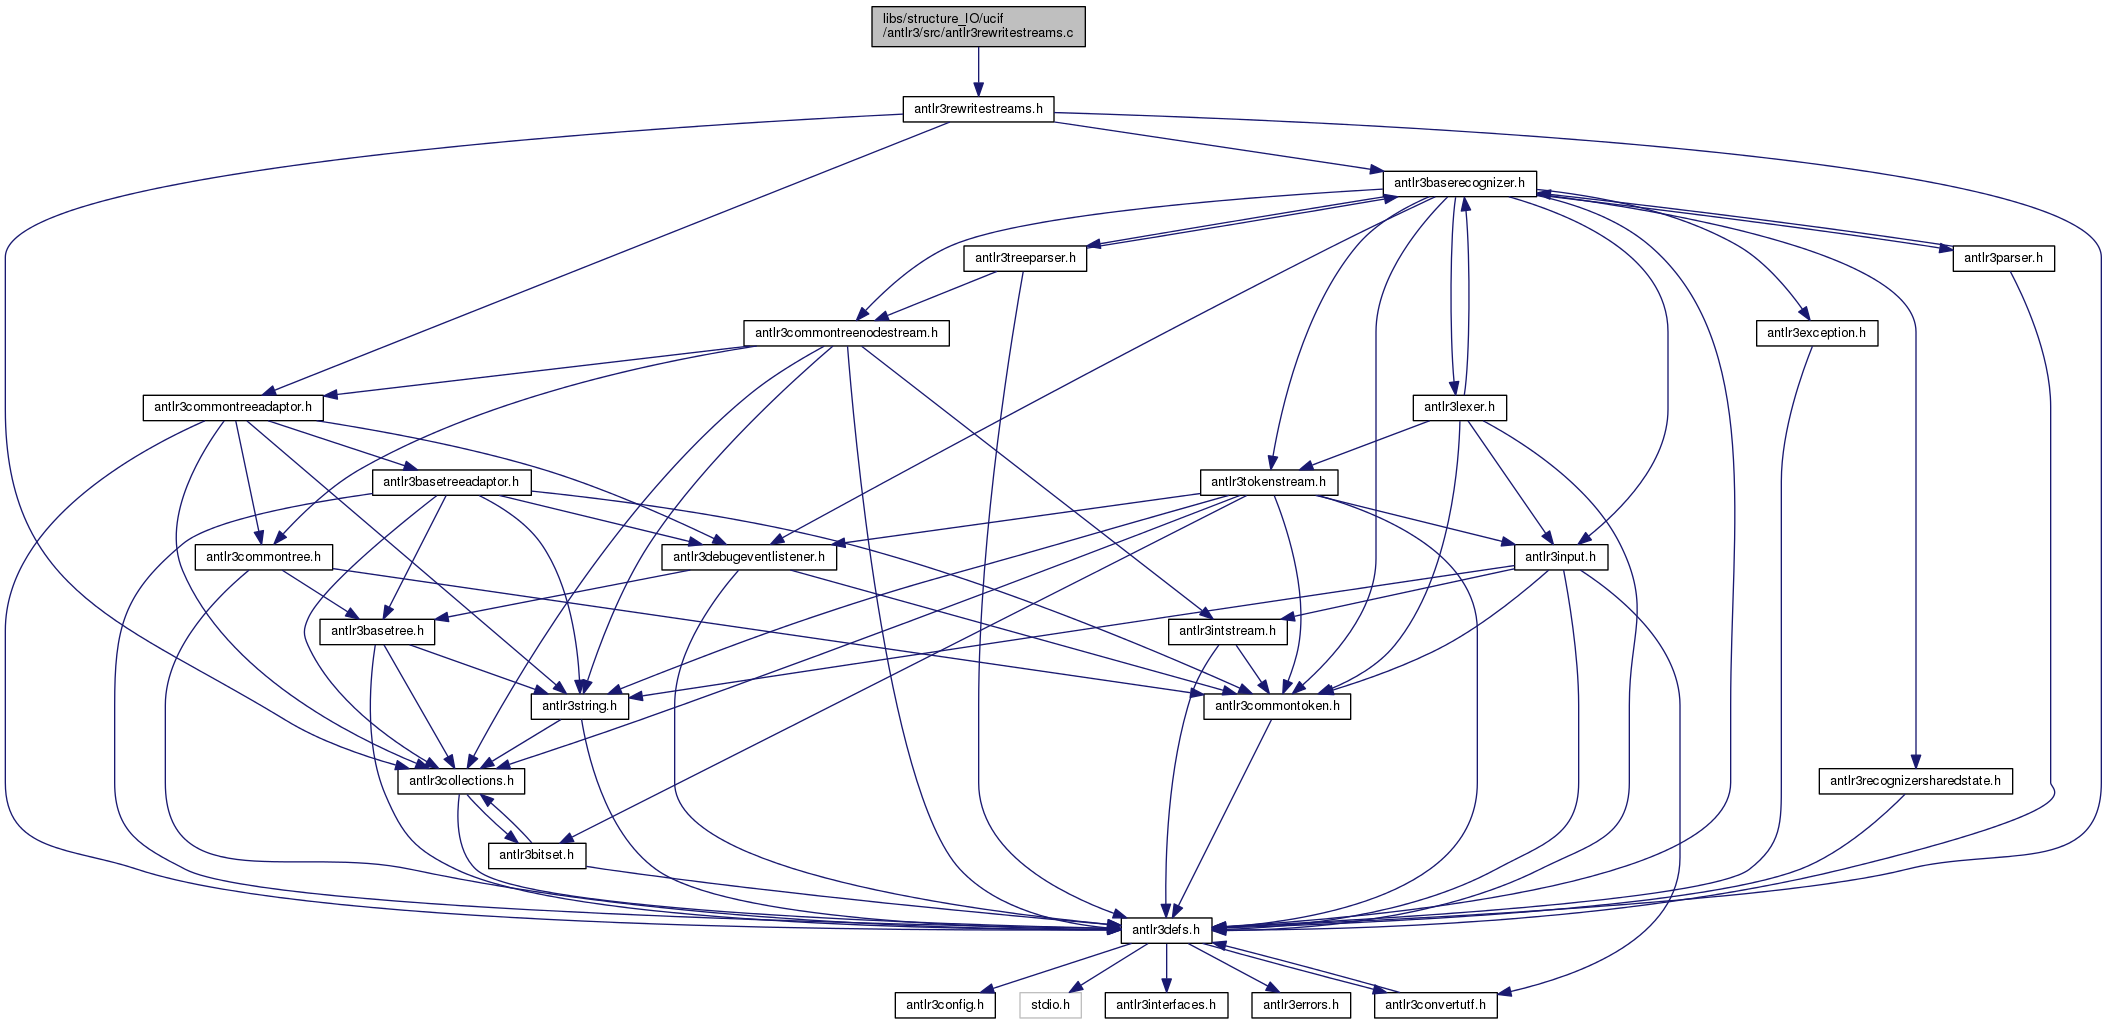 libs/structure_IO/ucif
/antlr3/src/antlr3rewritestreams.c
antlr3rewritestreams.h
antlr3baserecognizer.h
antlr3treeparser.h
antlr3parser.h
antlr3commontreenodestream.h
antlr3exception.h
antlr3commontreeadaptor.h
antlr3lexer.h
antlr3basetreeadaptor.h
antlr3tokenstream.h
antlr3commontree.h
antlr3debugeventlistener.h
antlr3input.h
antlr3basetree.h
antlr3intstream.h
antlr3string.h
antlr3commontoken.h
antlr3collections.h
antlr3recognizersharedstate.h
antlr3bitset.h
antlr3defs.h
antlr3config.h
stdio.h
antlr3interfaces.h
antlr3errors.h
antlr3convertutf.h